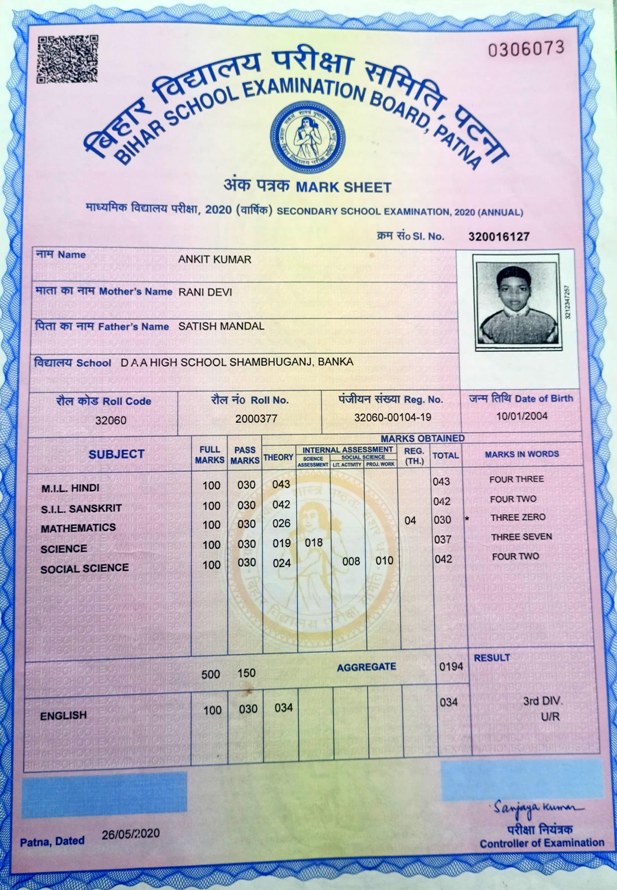 0306073
बिहार विद्यालय परीक्षा समिति, पटना
BIHAR SCHOOL EXAMINATION BOARD, PATNA
अंक पत्रक MARK SHEET
माध्यमिक विद्यालय परीक्षा, 2020 (वार्षिक) SECONDARY SCHOOL EXAMINATION, 2020 (ANNUAL)
क्रम सं० Sl. No. 320016127
नाम Name ANKIT KUMAR
माता का नाम Mother's Name RANI DEVI
पिता का नाम Father's Name SATISH MANDAL
3212347257
विद्यालय School D A A HIGH SCHOOL SHAMBHUGANJ, BANKA
रौल कोड Roll Code रौल नं० Roll No. पंजीयन संख्या Reg. No. जन्म तिथि Date of Birth
32060 2000377 32060-00104-19 10/01/2004
MARKS OBTAINED
SUBJECT FULL MARKS PASS MARKS THEORY INTERNAL ASSESSMENT SCIENCE ASSESSMENT SOCIAL SCIENCE LIT. ACTIVITY PROJ. WORK REG. (TH.) TOTAL MARKS IN WORDS
M.I.L. HINDI 100 030 043 043 FOUR THREE
S.I.L. SANSKRIT 100 030 042 042 FOUR TWO
MATHEMATICS 100 030 026 04 030 * THREE ZERO
SCIENCE 100 030 019 018 037 THREE SEVEN
SOCIAL SCIENCE 100 030 024 008 010 042 FOUR TWO
500 150 AGGREGATE 0194 RESULT
ENGLISH 100 030 034 034 3rd DIV.
U/R
Sanjaya Kumar
Patna, Dated 26/05/2020
परीक्षा नियंत्रक
Controller of Examination